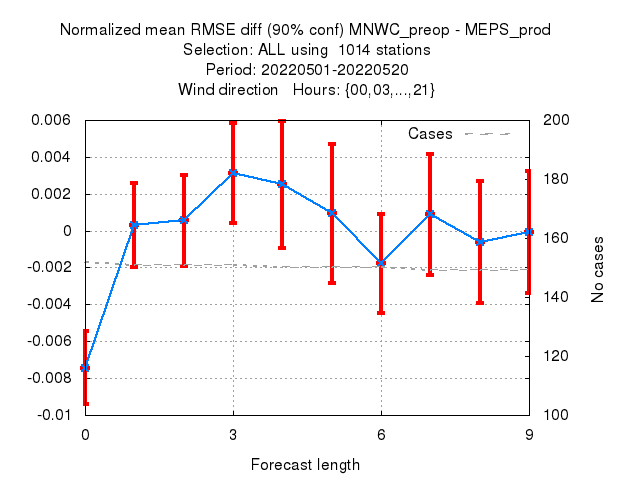 Normalized mean RMSE diff (90% conf) MNWC_preop - MEPS_prod
Selection: ALL using  1014 stations
Period: 20220501-20220520
Wind direction   Hours: {00,03,...,21}
Cases
0.006
0.004
0.002
0
-0.002
-0.004
-0.006
-0.008
-0.01
200
180
160
140
120
100
No cases
0
3
6
9
Forecast length